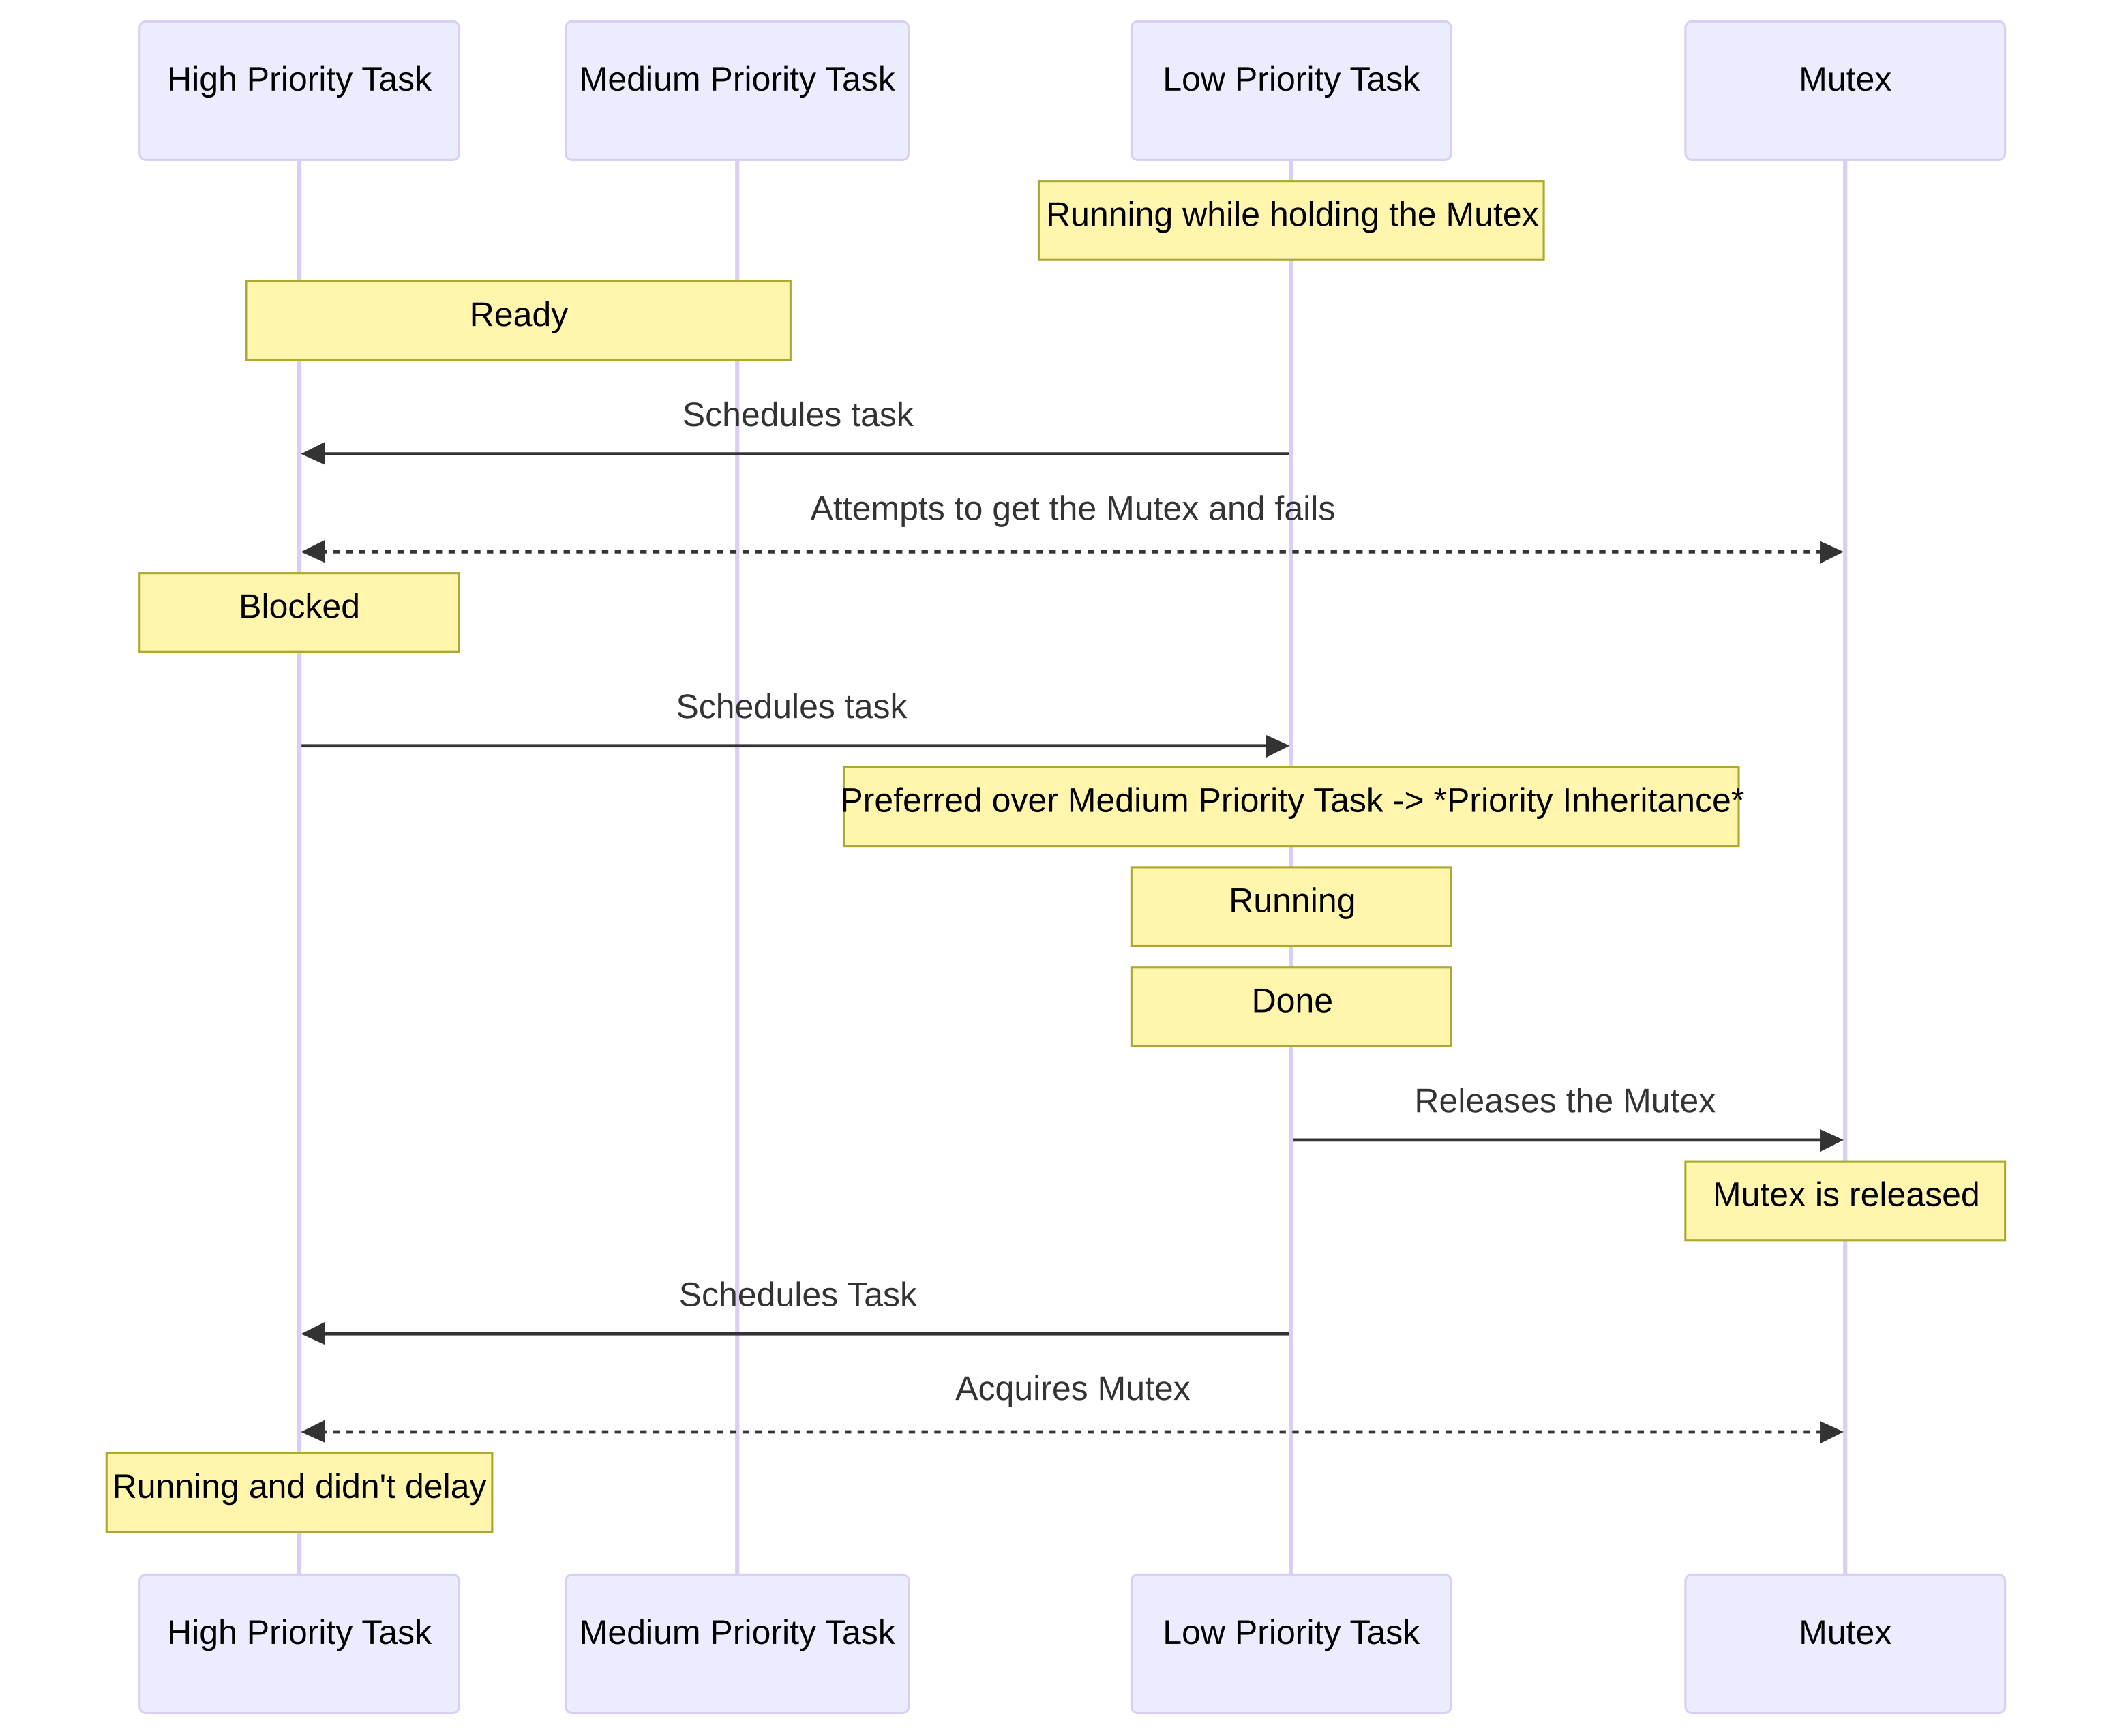 High Priority Task
Medium Priority Task
Low Priority Task
Mutex
Running while holding the Mutex
Ready
Schedules task
Attempts to get the Mutex and fails
Blocked
Schedules task
Preferred over Medium Priority Task -> *Priority Inheritance*
Running
Done
Releases the Mutex
Mutex is released
Schedules Task
Acquires Mutex
Running and didn't delay
High Priority Task
Medium Priority Task
Low Priority Task
Mutex